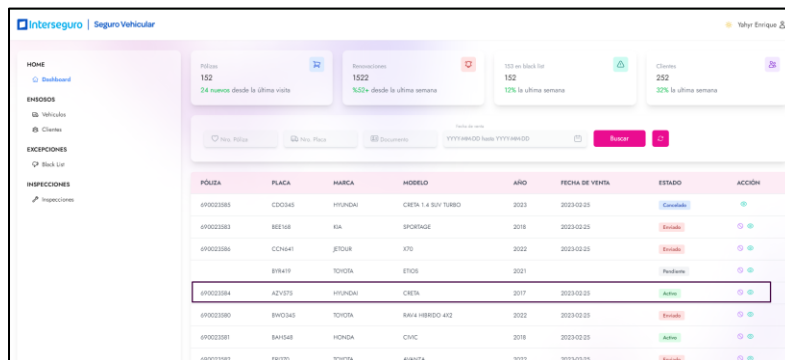 Interseguro | Seguro Vehicular
Yahyr Enrique
HOME
Dashboard
ENSOSOS
Vehículos
Clientes
EXCEPCIONES
Black List
INSPECCIONES
Inspecciones
Pólizas
152
24 nuevos desde la última visita
Renovaciones
1522
%52+ desde la ultima semana
152 en black list
152
12% la ultima semana
Clientes
252
32% la ultima semana
Nro. Póliza
Nro. Placa
Documento
Fecha de venta
YYYY-MM-DD hasta YYYY-MM-DD
Buscar
PÓLIZA PLACA MARCA MODELO AÑO FECHA DE VENTA ESTADO ACCIÓN
690023585 CDO345 HYUNDAI CRETA 1.4 SUV TURBO 2023 2023-02-25 Cancelado
690023583 BEE168 KIA SPORTAGE 2018 2023-02-25 Enviado
690023586 CCN641 JETOUR X70 2022 2023-02-25 Enviado
BYR419 TOYOTA ETIOS 2021 Pendiente
690023584 AZV575 HYUNDAI CRETA 2017 2023-02-25 Activo
690023580 BWO345 TOYOTA RAV4 HIBRIDO 4X2 2022 2023-02-25 Enviado
690023581 BAH548 HONDA CIVIC 2018 2023-02-25 Activo